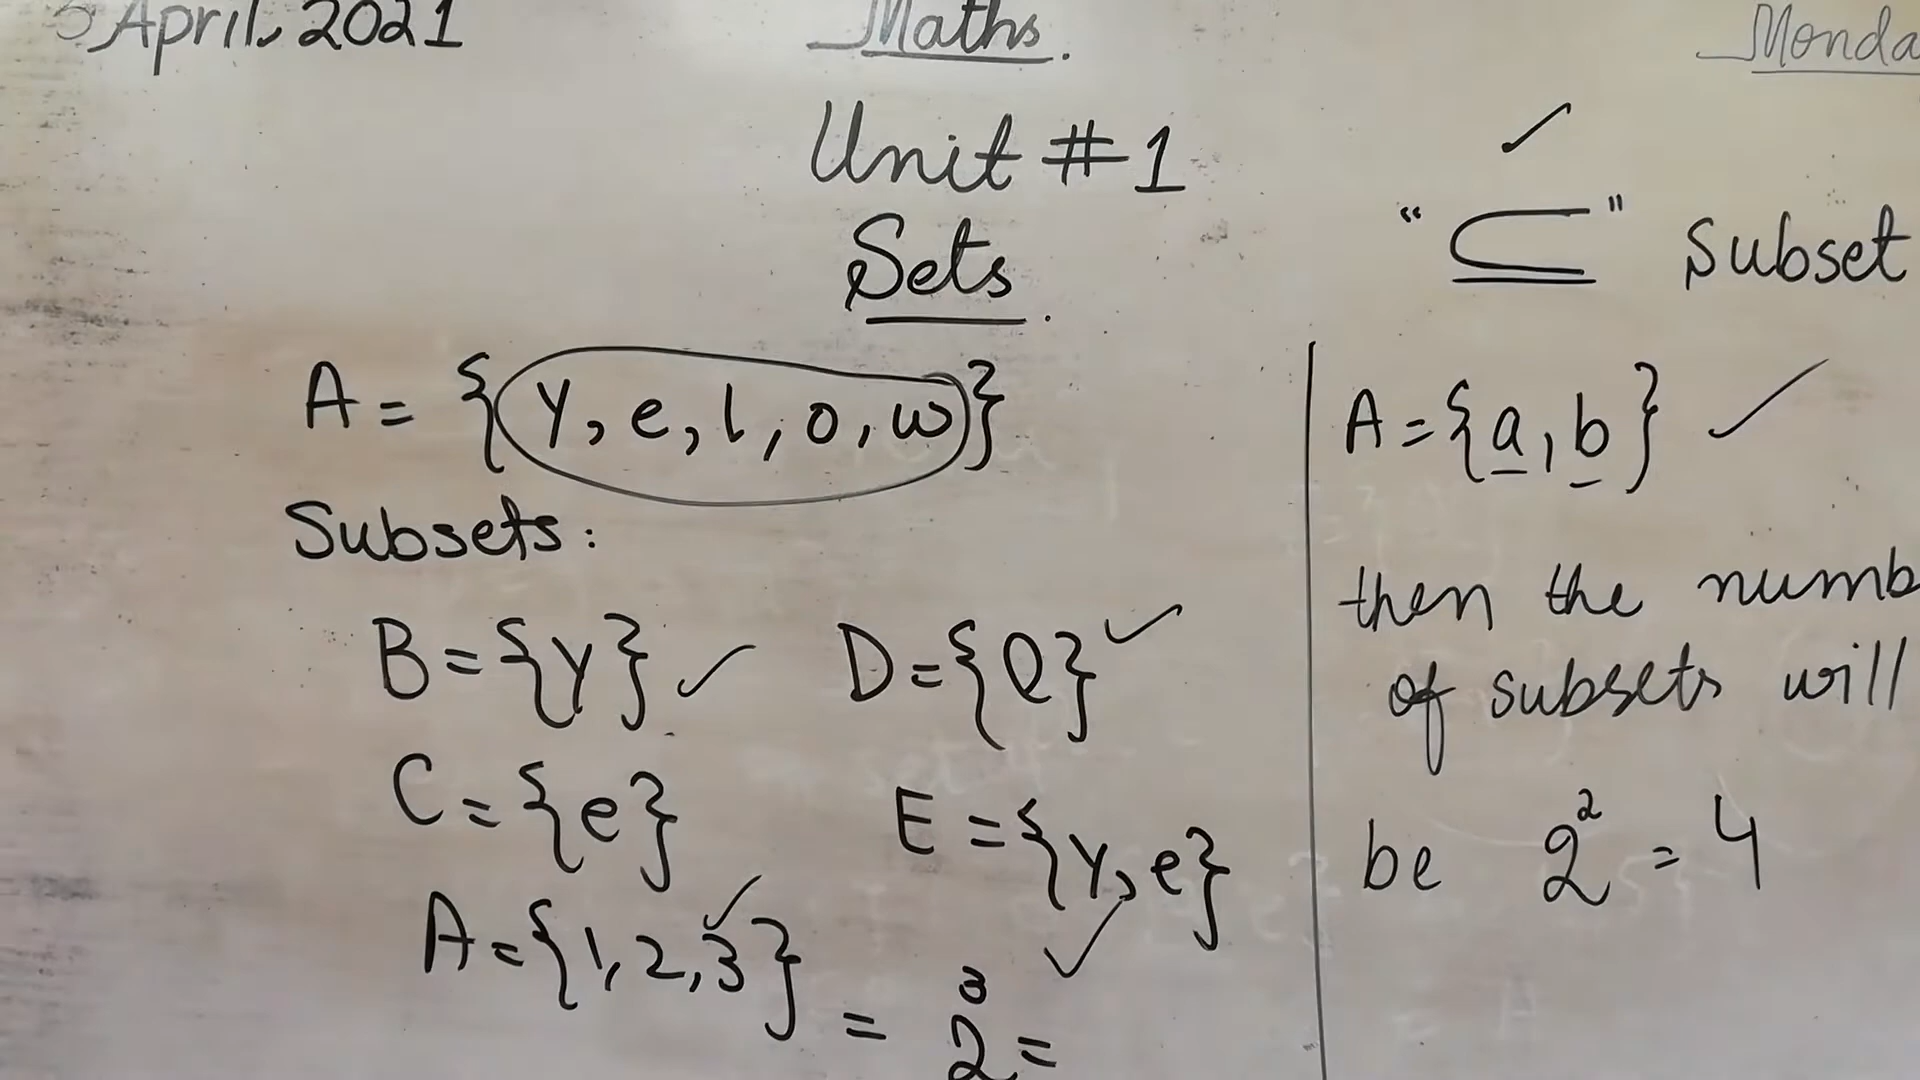 5 April, 2021 Maths. Monda
Unit #1
Sets.
A = {y, e, l, o, w}
Subsets:
B = {y} ✓ D = {l} ✓
C = {e} E = {y, e} ✓
A = {1, 2, 3} ✓ = 2³ =
✓
"⊆" Subset
A = {a, b} ✓
then the numb
of subsets will
be 2² = 4